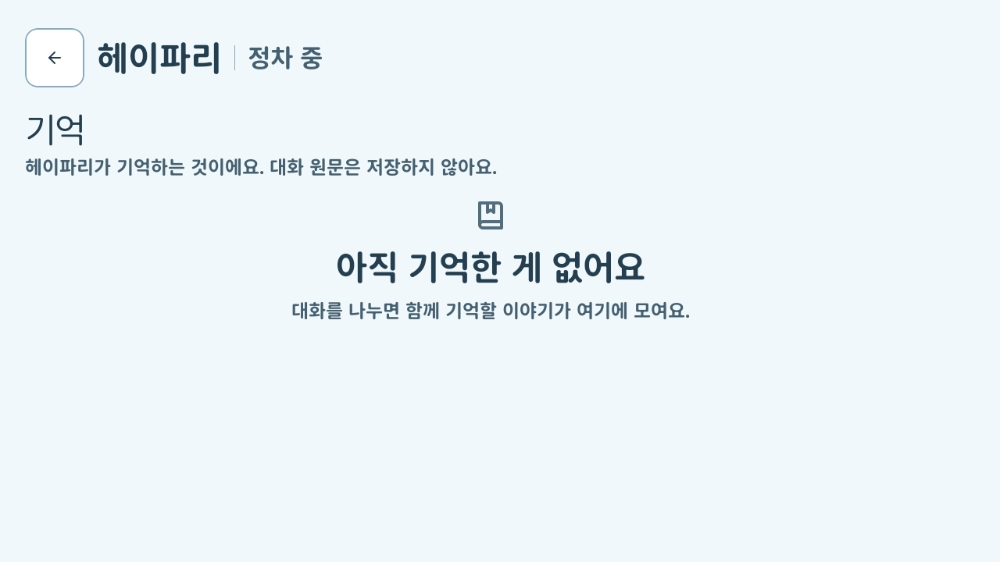 헤이파리
정차 중
기억
헤이파리가 기억하는 것이에요. 대화 원문은 저장하지 않아요.
아직 기억한 게 없어요
대화를 나누면 함께 기억할 이야기가 여기에 모여요.